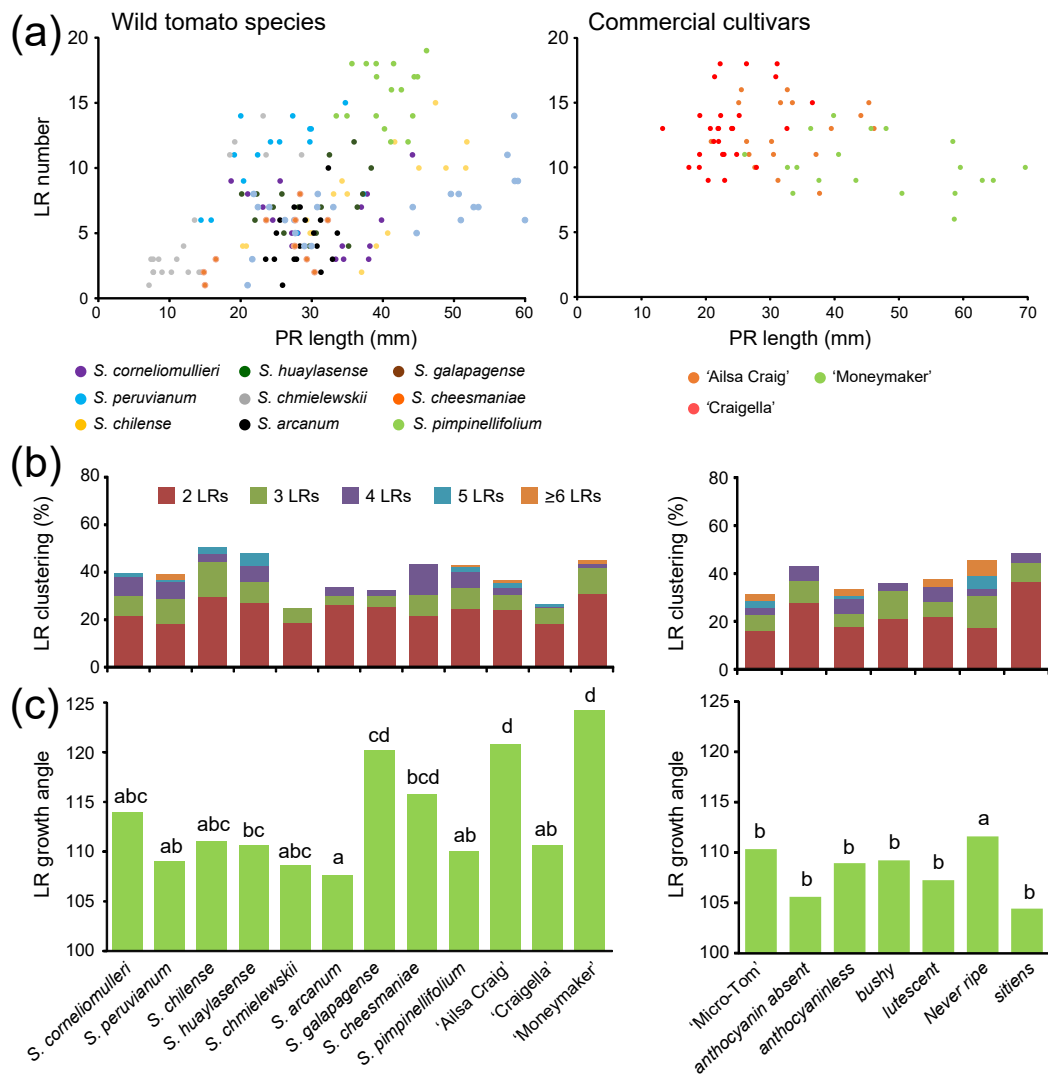 (a)
Wild tomato species
Commercial cultivars
LR number
20
15
10
5
0
0 10 20 30 40 50 60
PR length (mm)
20
15
10
5
0
0 10 20 30 40 50 60 70
PR length (mm)
S. corneliomullieri S. huaylasense S. galapagense
S. peruvianum S. chmielewskii S. cheesmaniae
S. chilense S. arcanum S. pimpinellifolium
‘Ailsa Craig’ ‘Moneymaker’
‘Craigella’
(b)
LR clustering (%)
80
60
40
20
0
2 LRs 3 LRs 4 LRs 5 LRs ≥6 LRs
LR clustering (%)
80
60
40
20
0
(c)
LR growth angle
125
120
115
110
105
100
abc ab abc bc abc a cd bcd ab d ab d
S. corneliomulleri
S. peruvianum
S. chilense
S. huaylasense
S. chmielewskii
S. arcanum
S. galapagense
S. cheesmaniae
S. pimpinellifolium
‘Ailsa Craig’
‘Craigella’
‘Moneymaker’
LR growth angle
125
120
115
110
105
100
b b b b b a b
‘Micro-Tom’
anthocyanin absent
anthocyaninless
bushy
lutescent
Never ripe
sitiens